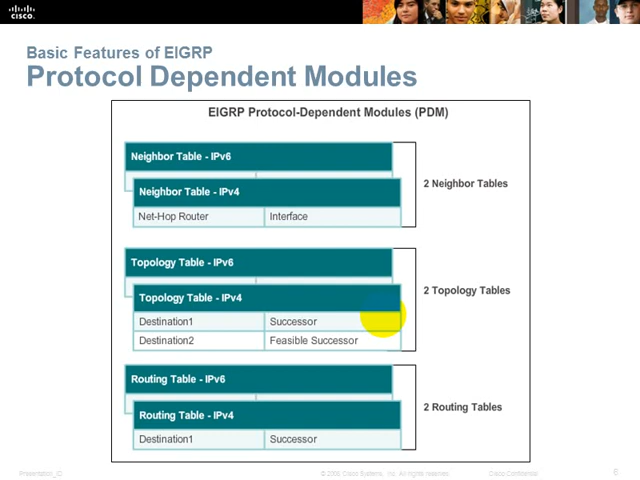 CISCO.
Basic Features of EIGRP
Protocol Dependent Modules
EIGRP Protocol-Dependent Modules (PDM)
Neighbor Table - IPv6
Neighbor Table - IPv4
Net-Hop Router Interface
2 Neighbor Tables
Topology Table - IPv6
Topology Table - IPv4
Destination1 Successor
Destination2 Feasible Successor
2 Topology Tables
Routing Table - IPv6
Routing Table - IPv4
Destination1 Successor
2 Routing Tables
Presentation_ID © 2008 Cisco Systems, Inc. All rights reserved. Cisco Confidential 6